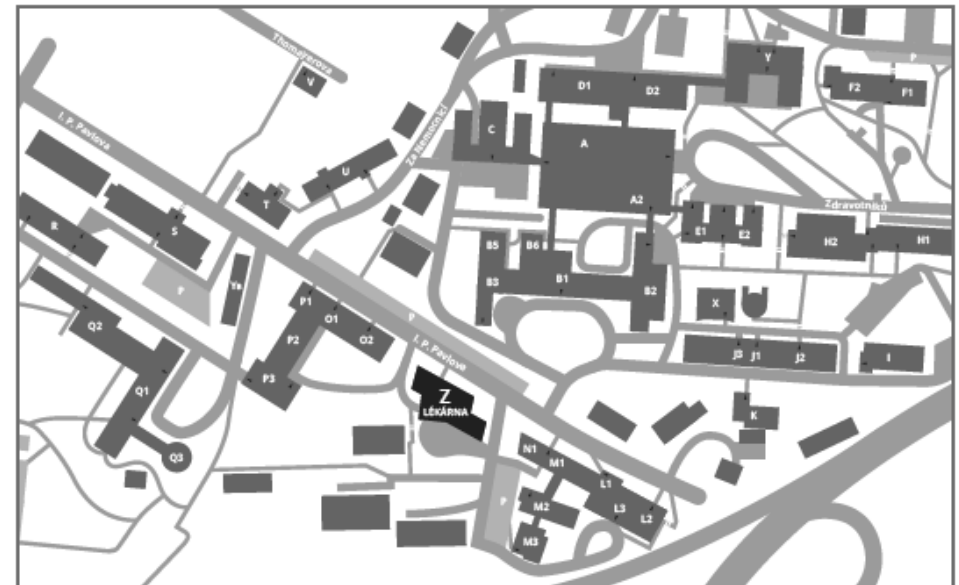 Thomayerova
V
Y
P
D1
D2
F2
F1
I. P. Pavlova
Za Nemocnicí
C
A
U
T
A2
Zdravotníků
R
S
E1
E2
H2
H1
B5
B6
B1
B3
B2
P
Ya
P1
O1
O2
P
X
Q2
P2
I. P. Pavlova
J3
J1
J2
I
P3
Q1
Z
LÉKÁRNA
K
Q3
N1
M1
L1
P
M2
L3
L2
M3